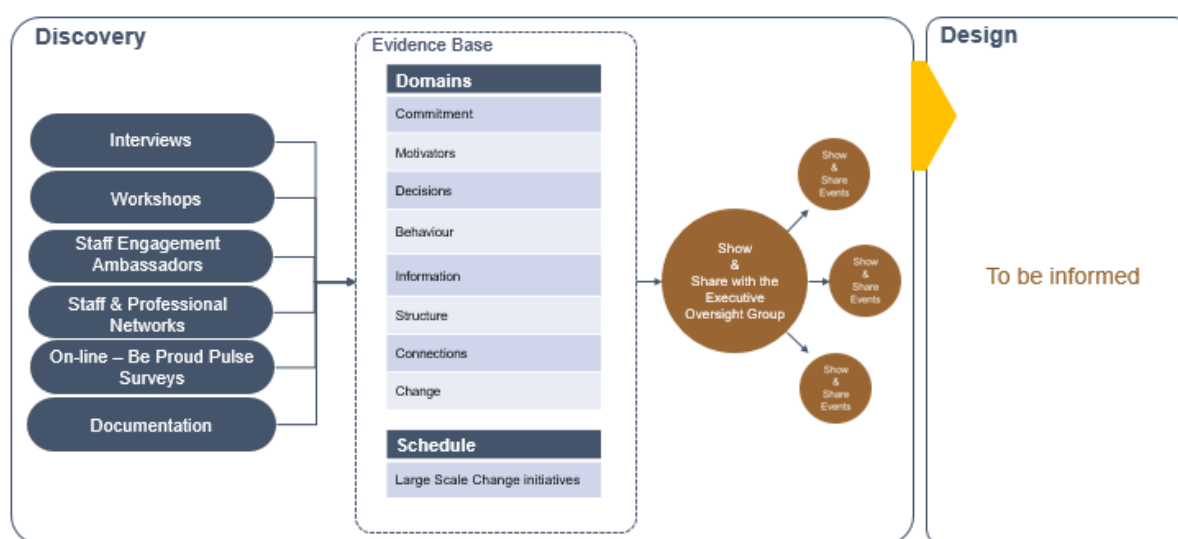 Discovery
Interviews
Workshops
Staff Engagement
Ambassadors
Staff & Professional
Networks
On-line – Be Proud Pulse
Surveys
Documentation
Evidence Base
Domains
Commitment
Motivators
Decisions
Behaviour
Information
Structure
Connections
Change
Schedule
Large Scale Change initiatives
Show
&
Share with the
Executive
Oversight Group
Show
&
Share
Events
Show
&
Share
Events
Show
&
Share
Events
Design
To be informed